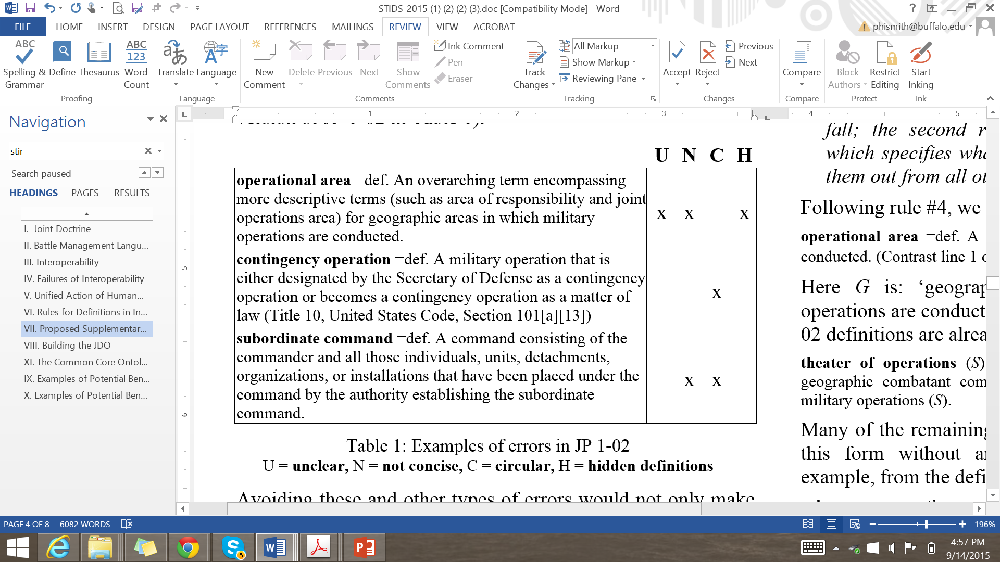 STIDS-2015 (1) (2) (2) (3).doc [Compatibility Mode] - Word
FILE HOME INSERT DESIGN PAGE LAYOUT REFERENCES MAILINGS REVIEW VIEW ACROBAT
phismith@buffalo.edu
ABC Spelling & Grammar
Define
Thesaurus
ABC 123 Word Count
Proofing
Translate
Language
Language
New Comment
Delete
Previous
Next
Show Comments
Ink Comment
Pen
Eraser
Comments
Track Changes
All Markup
Show Markup
Reviewing Pane
Tracking
Accept
Reject
Previous
Next
Changes
Compare
Compare
Block Authors
Restrict Editing
Protect
Start Inking
Ink
Navigation
stir
Search paused
HEADINGS PAGES RESULTS
I. Joint Doctrine
II. Battle Management Langu...
III. Interoperability
IV. Failures of Interoperability
V. Unified Action of Human...
VI. Rules for Definitions in In...
VII. Proposed Supplementar...
VIII. Building the JDO
XI. The Common Core Ontol...
IX. Examples of Potential Ben...
X. Examples of Potential Ben...
1 2 3 4 5
5
6
U N C H
operational area =def. An overarching term encompassing
more descriptive terms (such as area of responsibility and joint
operations area) for geographic areas in which military
operations are conducted.
x x x
contingency operation =def. A military operation that is
either designated by the Secretary of Defense as a contingency
operation or becomes a contingency operation as a matter of
law (Title 10, United States Code, Section 101[a][13])
x
subordinate command =def. A command consisting of the
commander and all those individuals, units, detachments,
organizations, or installations that have been placed under the
command by the authority establishing the subordinate
command.
x x
Table 1: Examples of errors in JP 1-02
U = unclear, N = not concise, C = circular, H = hidden definitions
Avoiding these and other types of errors would not only make
fall; the second r
which specifies wha
them out from all ot
Following rule #4, we
operational area =def. A
conducted. (Contrast line 1 o
Here G is: ‘geograp
operations are conducte
02 definitions are alrea
theater of operations (S)
geographic combatant com
military operations (S).
Many of the remaining
this form without an
example, from the defi
PAGE 4 OF 8 6082 WORDS
196%
4:57 PM
9/14/2015